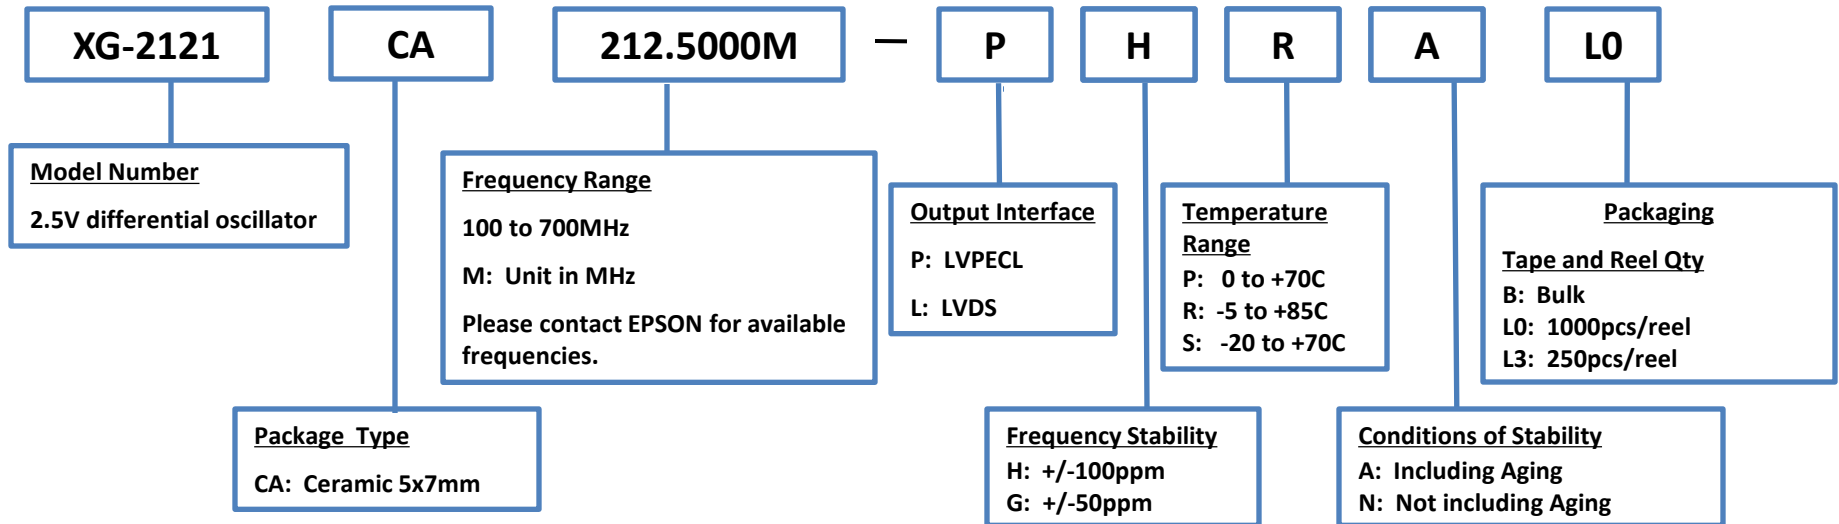 XG-2121 CA 212.5000M — P H R A L0
Model Number
2.5V differential oscillator
Frequency Range
100 to 700MHz
M: Unit in MHz
Please contact EPSON for available
frequencies.
Output Interface
P: LVPECL
L: LVDS
Temperature
Range
P: 0 to +70C
R: -5 to +85C
S: -20 to +70C
Packaging
Tape and Reel Qty
B: Bulk
L0: 1000pcs/reel
L3: 250pcs/reel
Package Type
CA: Ceramic 5x7mm
Frequency Stability
H: +/-100ppm
G: +/-50ppm
Conditions of Stability
A: Including Aging
N: Not including Aging